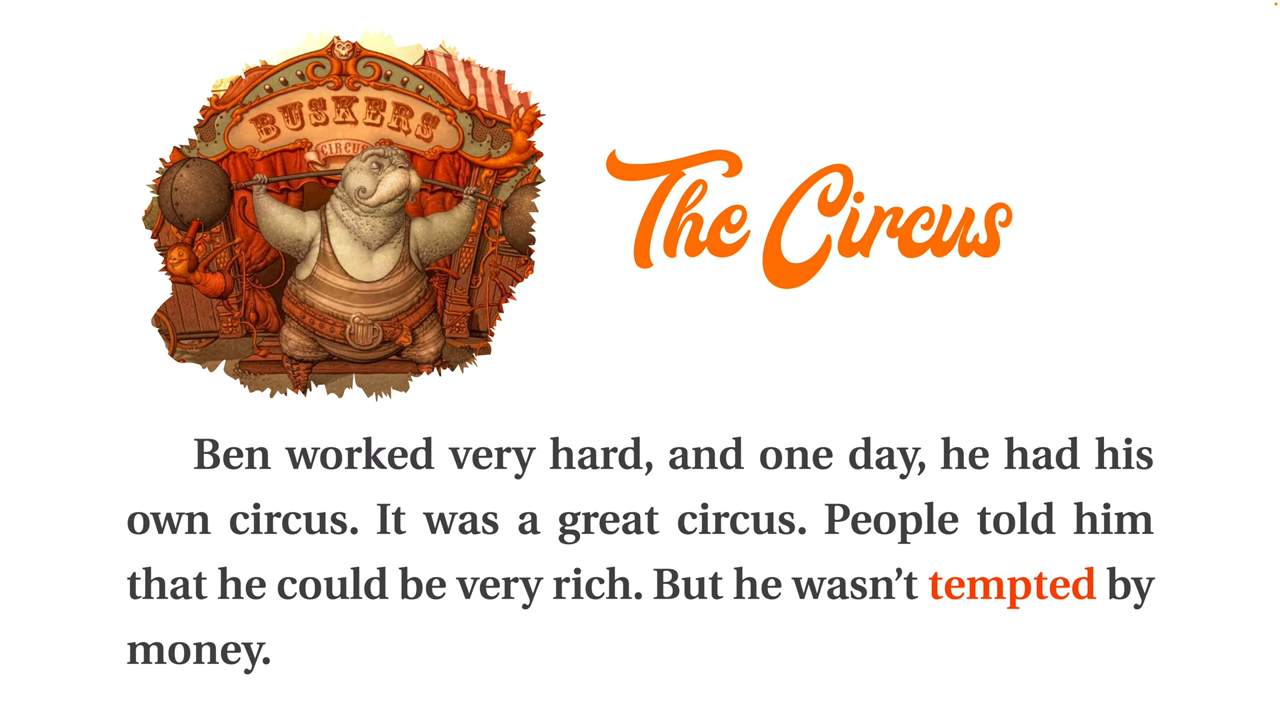 BUSKERS
CIRCUS
The Circus
Ben worked very hard, and one day, he had his
own circus. It was a great circus. People told him
that he could be very rich. But he wasn’t tempted by
money.